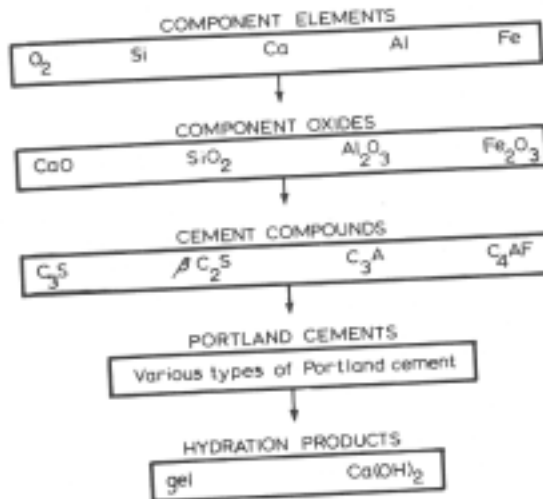 COMPONENT ELEMENTS
O₂ Si Ca Al Fe
COMPONENT OXIDES
CaO SiO₂ Al₂O₃ Fe₂O₃
CEMENT COMPOUNDS
C₃S βC₂S C₃A C₄AF
PORTLAND CEMENTS
Various types of Portland cement
HYDRATION PRODUCTS
gel Ca(OH)₂